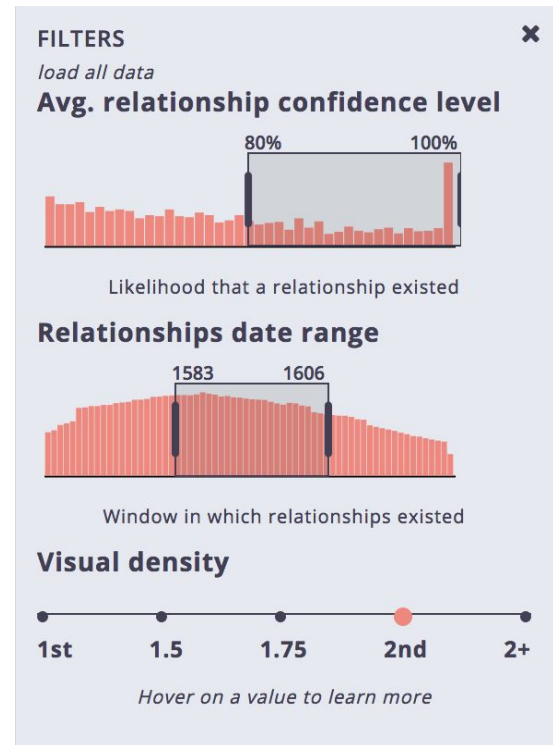 FILTERS
load all data
Avg. relationship confidence level
80% 100%
Likelihood that a relationship existed
Relationships date range
1583 1606
Window in which relationships existed
Visual density
1st 1.5 1.75 2nd 2+
Hover on a value to learn more